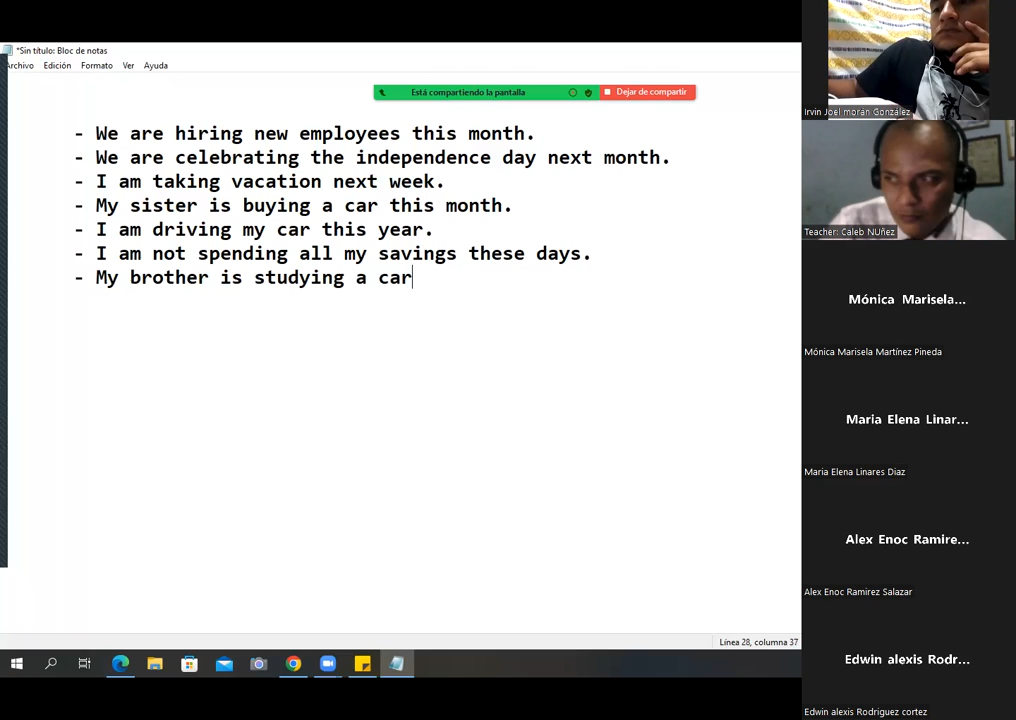 *Sin título: Bloc de notas
Archivo Edición Formato Ver Ayuda
Está compartiendo la pantalla
Dejar de compartir
- We are hiring new employees this month.
- We are celebrating the independence day next month.
- I am taking vacation next week.
- My sister is buying a car this month.
- I am driving my car this year.
- I am not spending all my savings these days.
- My brother is studying a car
Línea 28, columna 37
Irvin Joel moran González
Teacher: Caleb NUñez
Mónica Marisela...
Mónica Marisela Martínez Pineda
Maria Elena Linar...
Maria Elena Linares Diaz
Alex Enoc Ramire...
Alex Enoc Ramirez Salazar
Edwin alexis Rodr...
Edwin alexis Rodriguez cortez